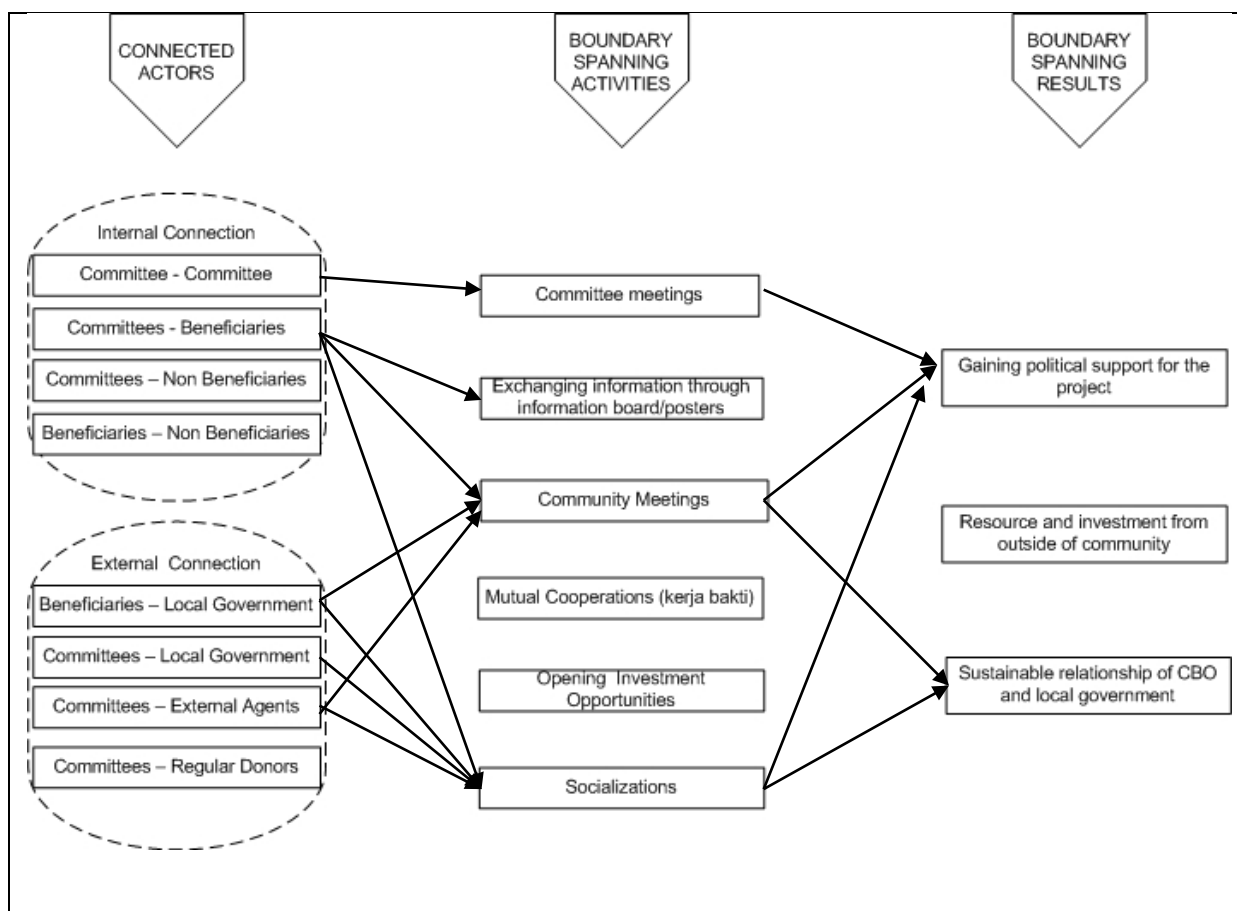 CONNECTED
ACTORS
BOUNDARY
SPANNING
ACTIVITIES
BOUNDARY
SPANNING
RESULTS
Internal Connection
Committee - Committee
Committees - Beneficiaries
Committees – Non Beneficiaries
Beneficiaries – Non Beneficiaries
External Connection
Beneficiaries – Local Government
Committees – Local Government
Committees – External Agents
Committees – Regular Donors
Committee meetings
Exchanging information through
information board/posters
Community Meetings
Mutual Cooperations (kerja bakti)
Opening Investment
Opportunities
Socializations
Gaining political support for the
project
Resource and investment from
outside of community
Sustainable relationship of CBO
and local government